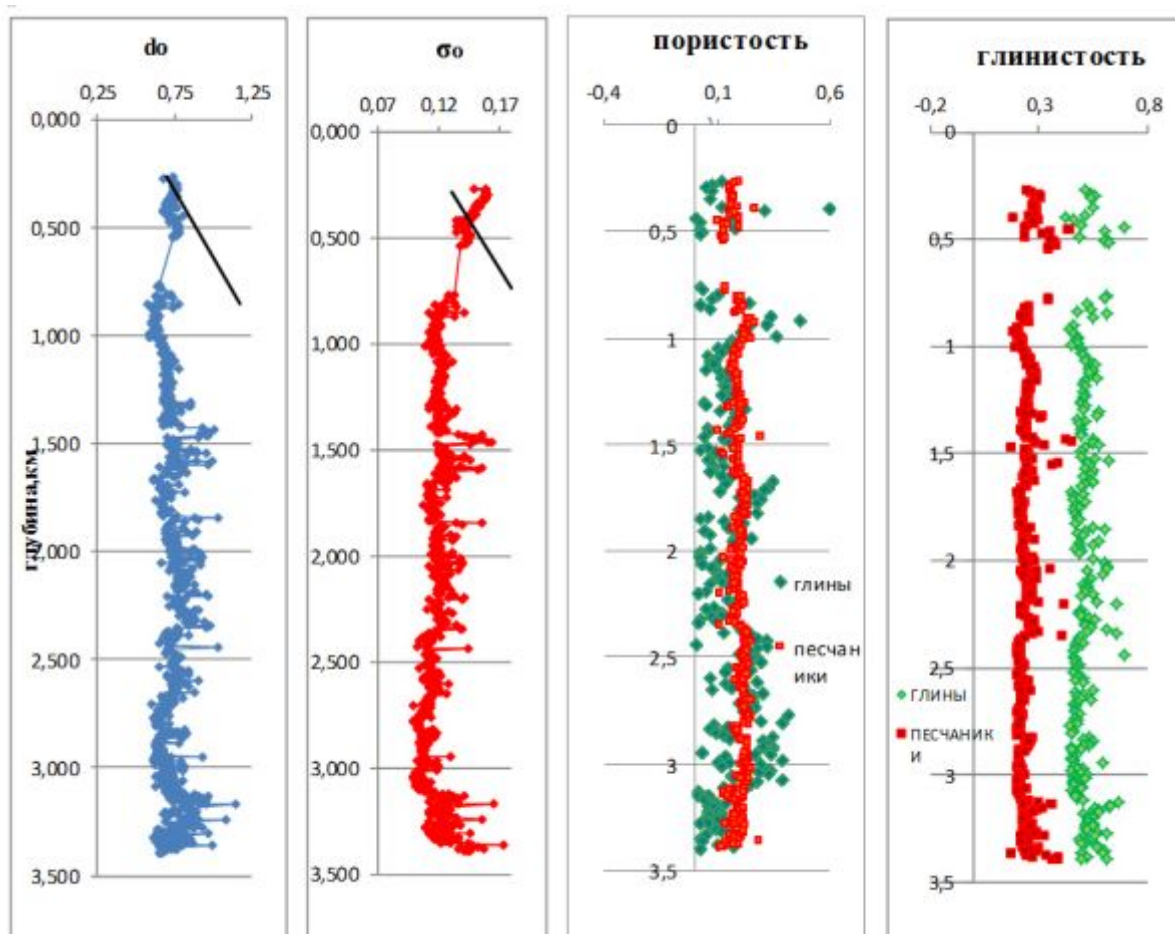 do
0,25 0,75 1,25
0,000
0,500
1,000
1,500
2,000
2,500
3,000
3,500
глубина,км
σo
0,07 0,12 0,17
0,000
0,500
1,000
1,500
2,000
2,500
3,000
3,500
пористость
-0,4 0,1 0,6
0
0,5
1
1,5
2
2,5
3
3,5
глины
песчан
ики
глинистость
-0,2 0,3 0,8
0
0,5
1
1,5
2
2,5
3
3,5
ГЛИНЫ
ПЕСЧАНИК
И